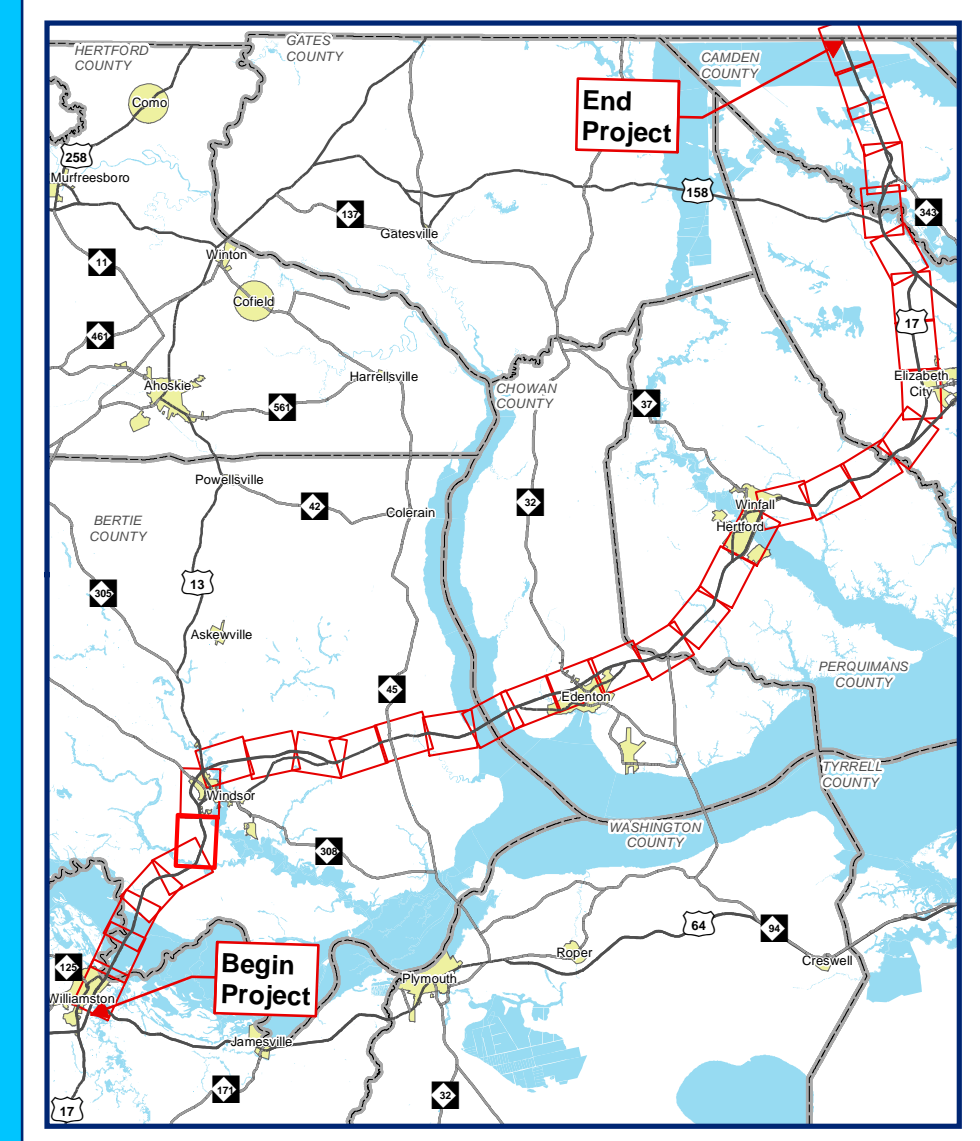 GATES
COUNTY
HERTFORD
COUNTY
CAMDEN
COUNTY
Como
End
Project
258
Murfreesboro
158
137
343
Gatesville
Winton
11
Cofield
17
461
Harrellsville
Elizabeth
City
Ahoskie
CHOWAN
COUNTY
561
37
Powellsville
32
Winfall
42
Colerain
Hertford
BERTIE
COUNTY
13
305
Askewville
PERQUIMANS
COUNTY
45
Edenton
TYRRELL
COUNTY
Windsor
WASHINGTON
COUNTY
308
64
94
Begin
Project
Roper
Creswell
125
Plymouth
Williamston
Jamesville
171
32
17